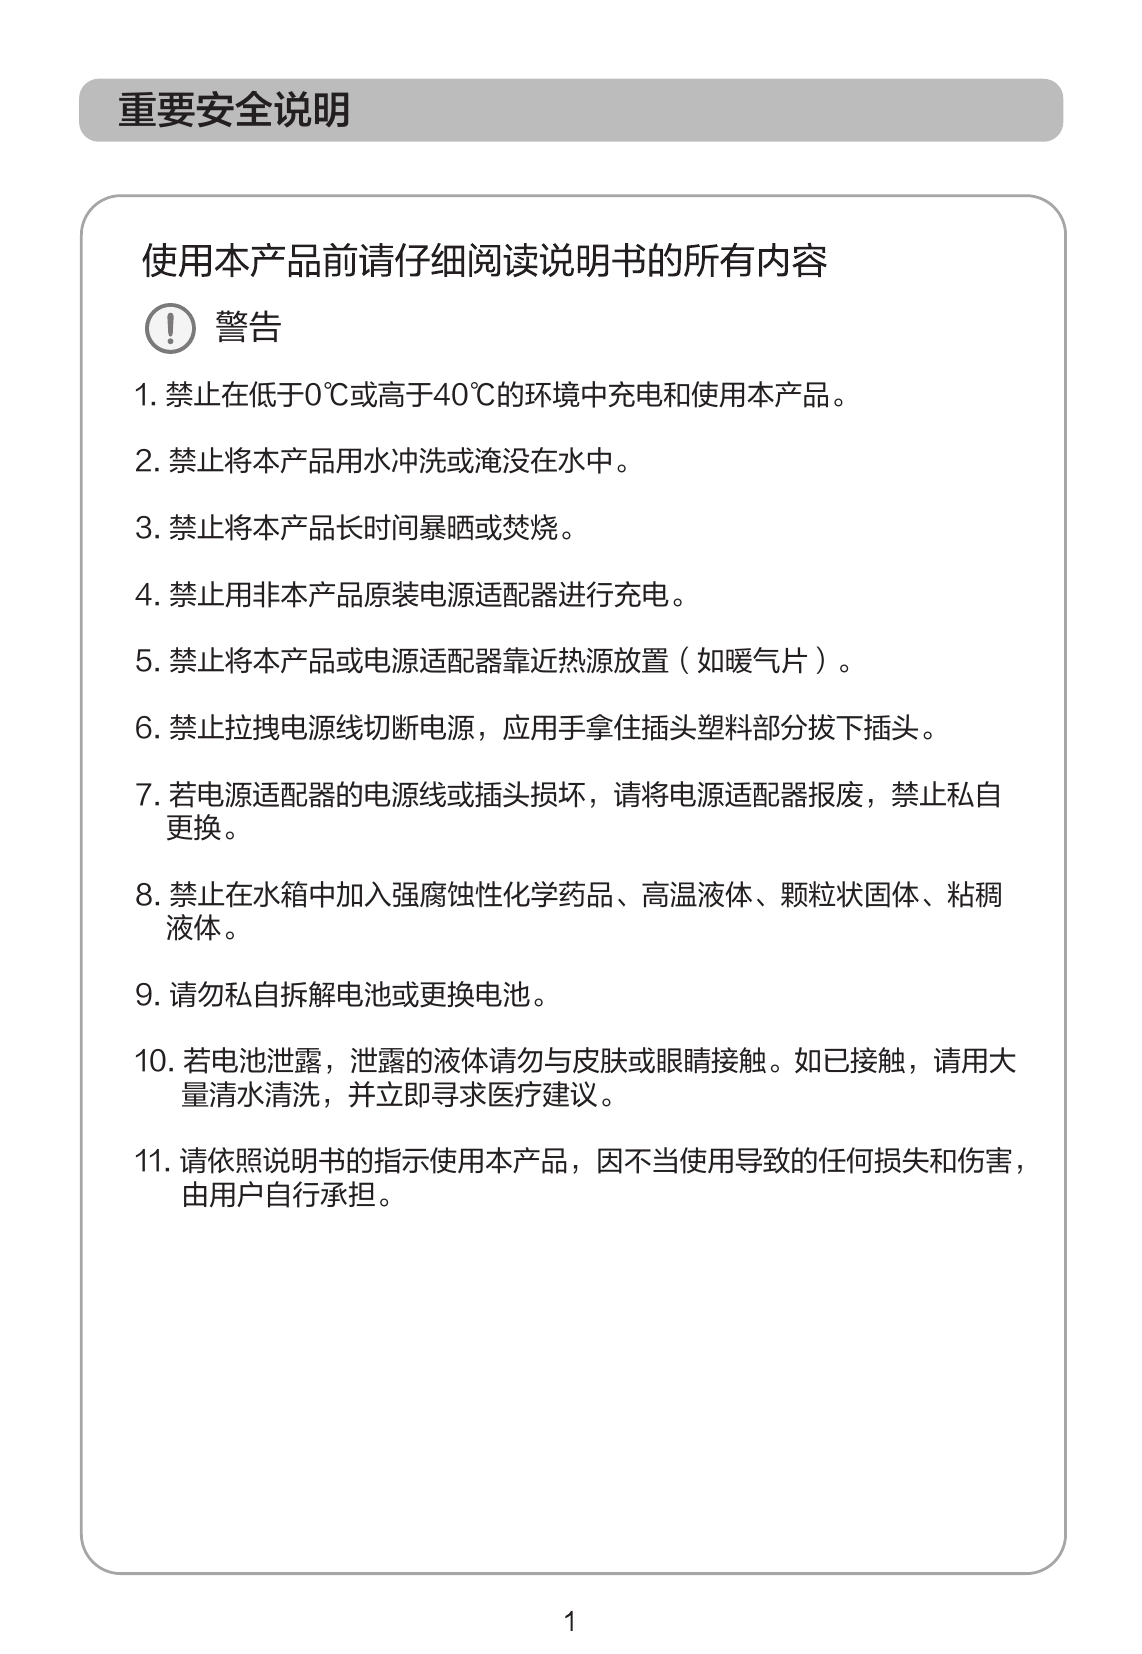 重要安全说明
使用本产品前请仔细阅读说明书的所有内容
警告
1. 禁止在低于0℃或高于40℃的环境中充电和使用本产品。
2. 禁止将本产品用水冲洗或淹没在水中。
3. 禁止将本产品长时间暴晒或焚烧。
4. 禁止用非本产品原装电源适配器进行充电。
5. 禁止将本产品或电源适配器靠近热源放置（如暖气片）。
6. 禁止拉拽电源线切断电源，应用手拿住插头塑料部分拔下插头。
7. 若电源适配器的电源线或插头损坏，请将电源适配器报废，禁止私自
更换。
8. 禁止在水箱中加入强腐蚀性化学药品、高温液体、颗粒状固体、粘稠
液体。
9. 请勿私自拆解电池或更换电池。
10. 若电池泄露，泄露的液体请勿与皮肤或眼睛接触。如已接触，请用大
量清水清洗，并立即寻求医疗建议。
11. 请依照说明书的指示使用本产品，因不当使用导致的任何损失和伤害，
由用户自行承担。
1